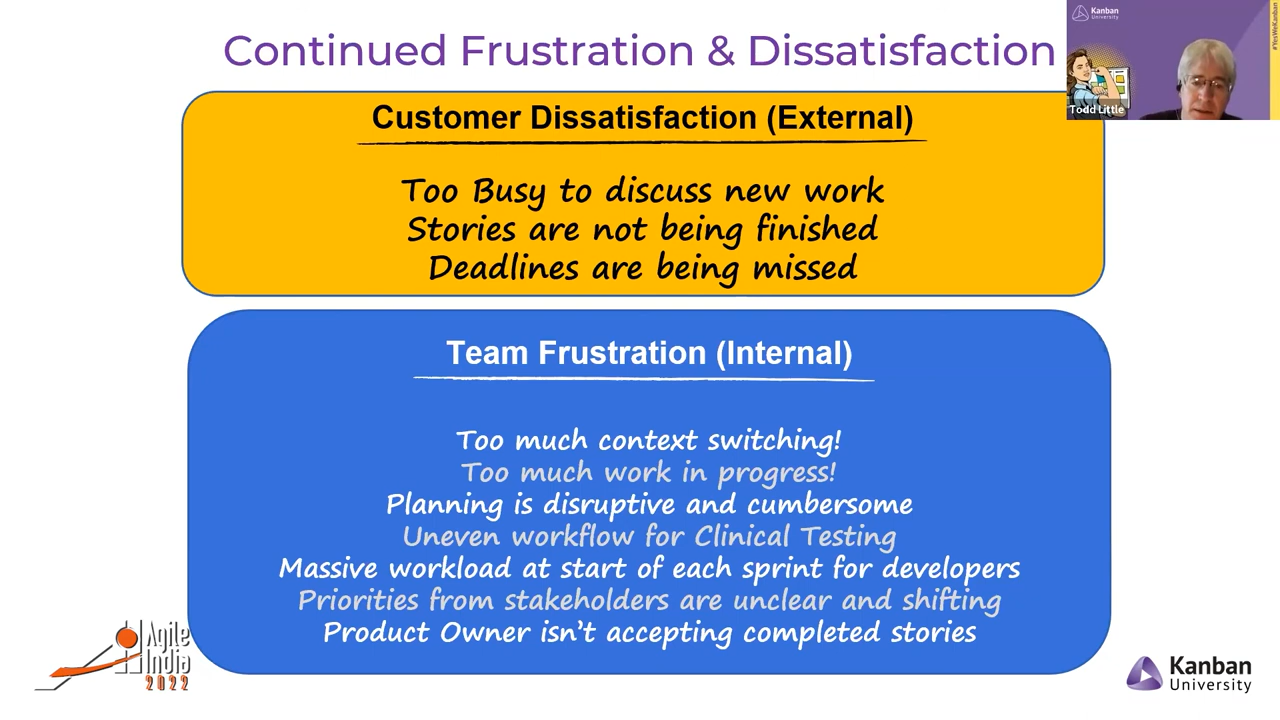 Continued Frustration & Dissatisfaction
Kanban
University
#YesWeKanban
Todd Little
Customer Dissatisfaction (External)
Too Busy to discuss new work
Stories are not being finished
Deadlines are being missed
Team Frustration (Internal)
Too much context switching!
Too much work in progress!
Planning is disruptive and cumbersome
Uneven workflow for Clinical Testing
Massive workload at start of each sprint for developers
Priorities from stakeholders are unclear and shifting
Product Owner isn't accepting completed stories
Agile
India
2022
Kanban
University